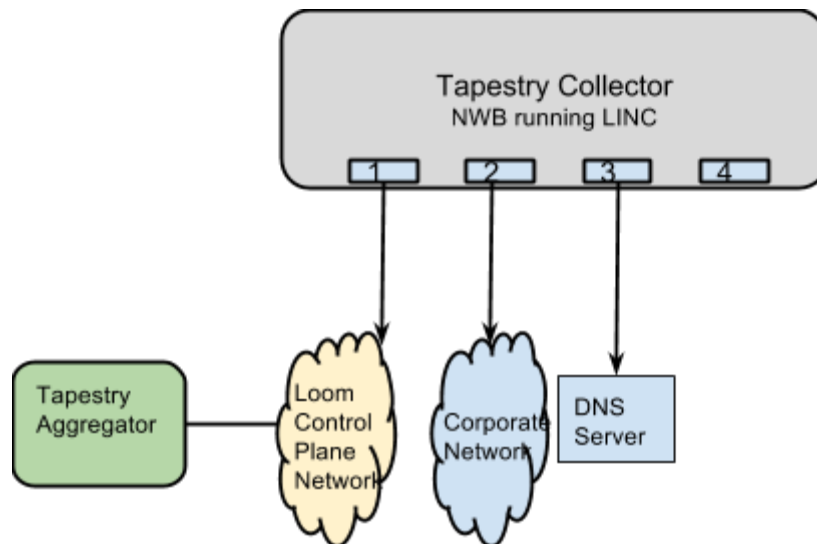 Tapestry Collector
NWB running LINC
1 2 3 4
Tapestry
Aggregator
Loom
Control
Plane
Network
Corporate
Network
DNS
Server